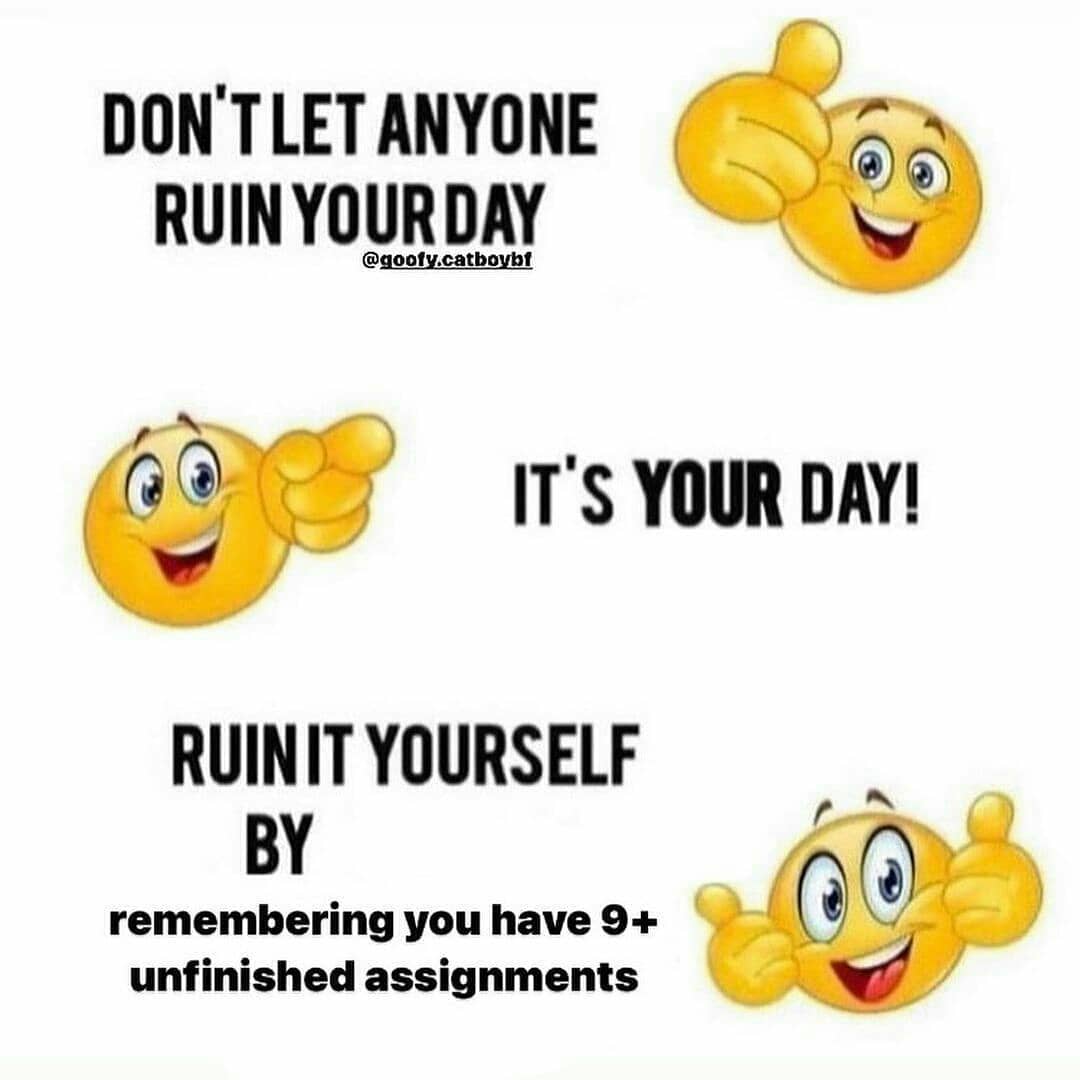 DON'T LET ANYONE
RUIN YOUR DAY
@goofy.catboybf
IT'S YOUR DAY!
RUIN IT YOURSELF
BY
remembering you have 9+
unfinished assignments